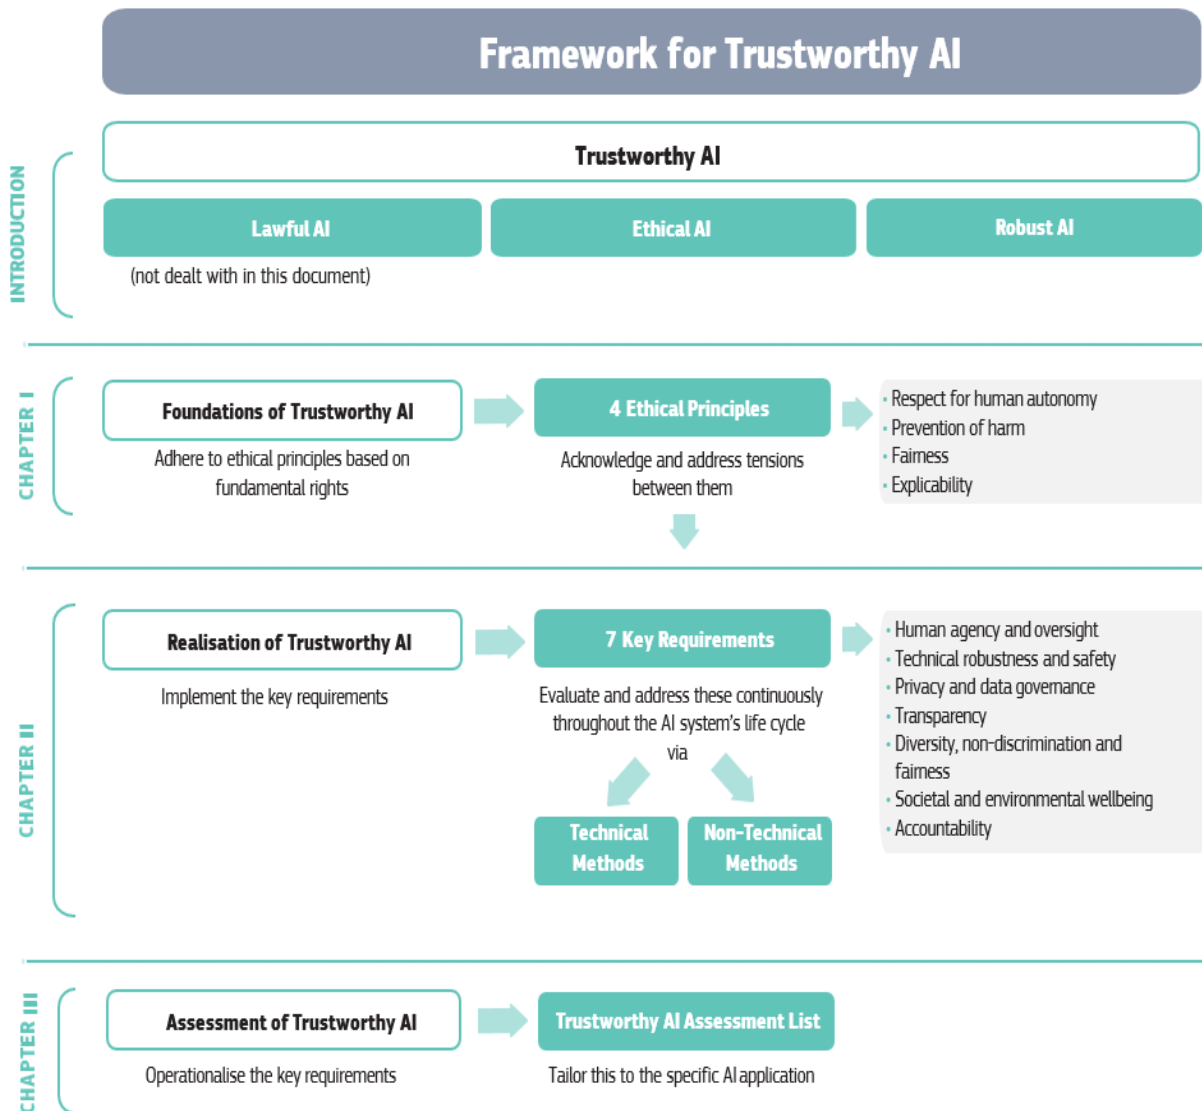 Framework for Trustworthy AI
INTRODUCTION
Trustworthy AI
Lawful AI
Ethical AI
Robust AI
(not dealt with in this document)
CHAPTER I
Foundations of Trustworthy AI
Adhere to ethical principles based on
fundamental rights
4 Ethical Principles
Acknowledge and address tensions
between them
• Respect for human autonomy
• Prevention of harm
• Fairness
• Explicability
CHAPTER II
Realisation of Trustworthy AI
Implement the key requirements
7 Key Requirements
Evaluate and address these continuously
throughout the AI system’s life cycle
via
Technical
Methods
Non-Technical
Methods
• Human agency and oversight
• Technical robustness and safety
• Privacy and data governance
• Transparency
• Diversity, non-discrimination and
fairness
• Societal and environmental wellbeing
• Accountability
CHAPTER III
Assessment of Trustworthy AI
Operationalise the key requirements
Trustworthy AI Assessment List
Tailor this to the specific AI application